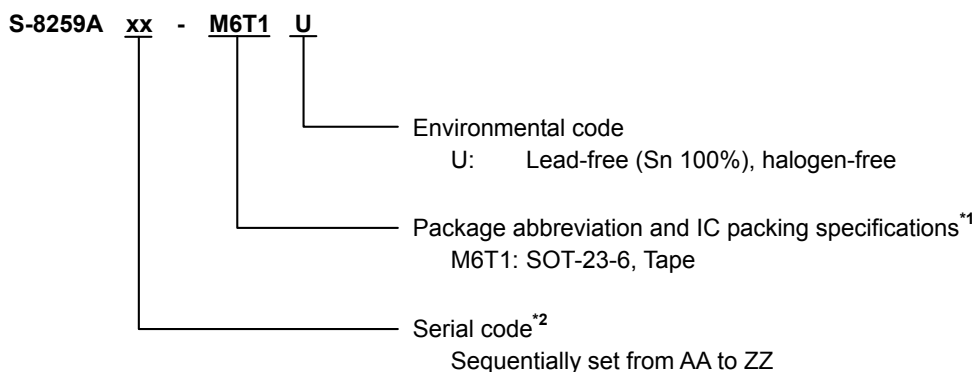 S-8259A xx - M6T1 U
Environmental code
U: Lead-free (Sn 100%), halogen-free
Package abbreviation and IC packing specifications*1
M6T1: SOT-23-6, Tape
Serial code*2
Sequentially set from AA to ZZ